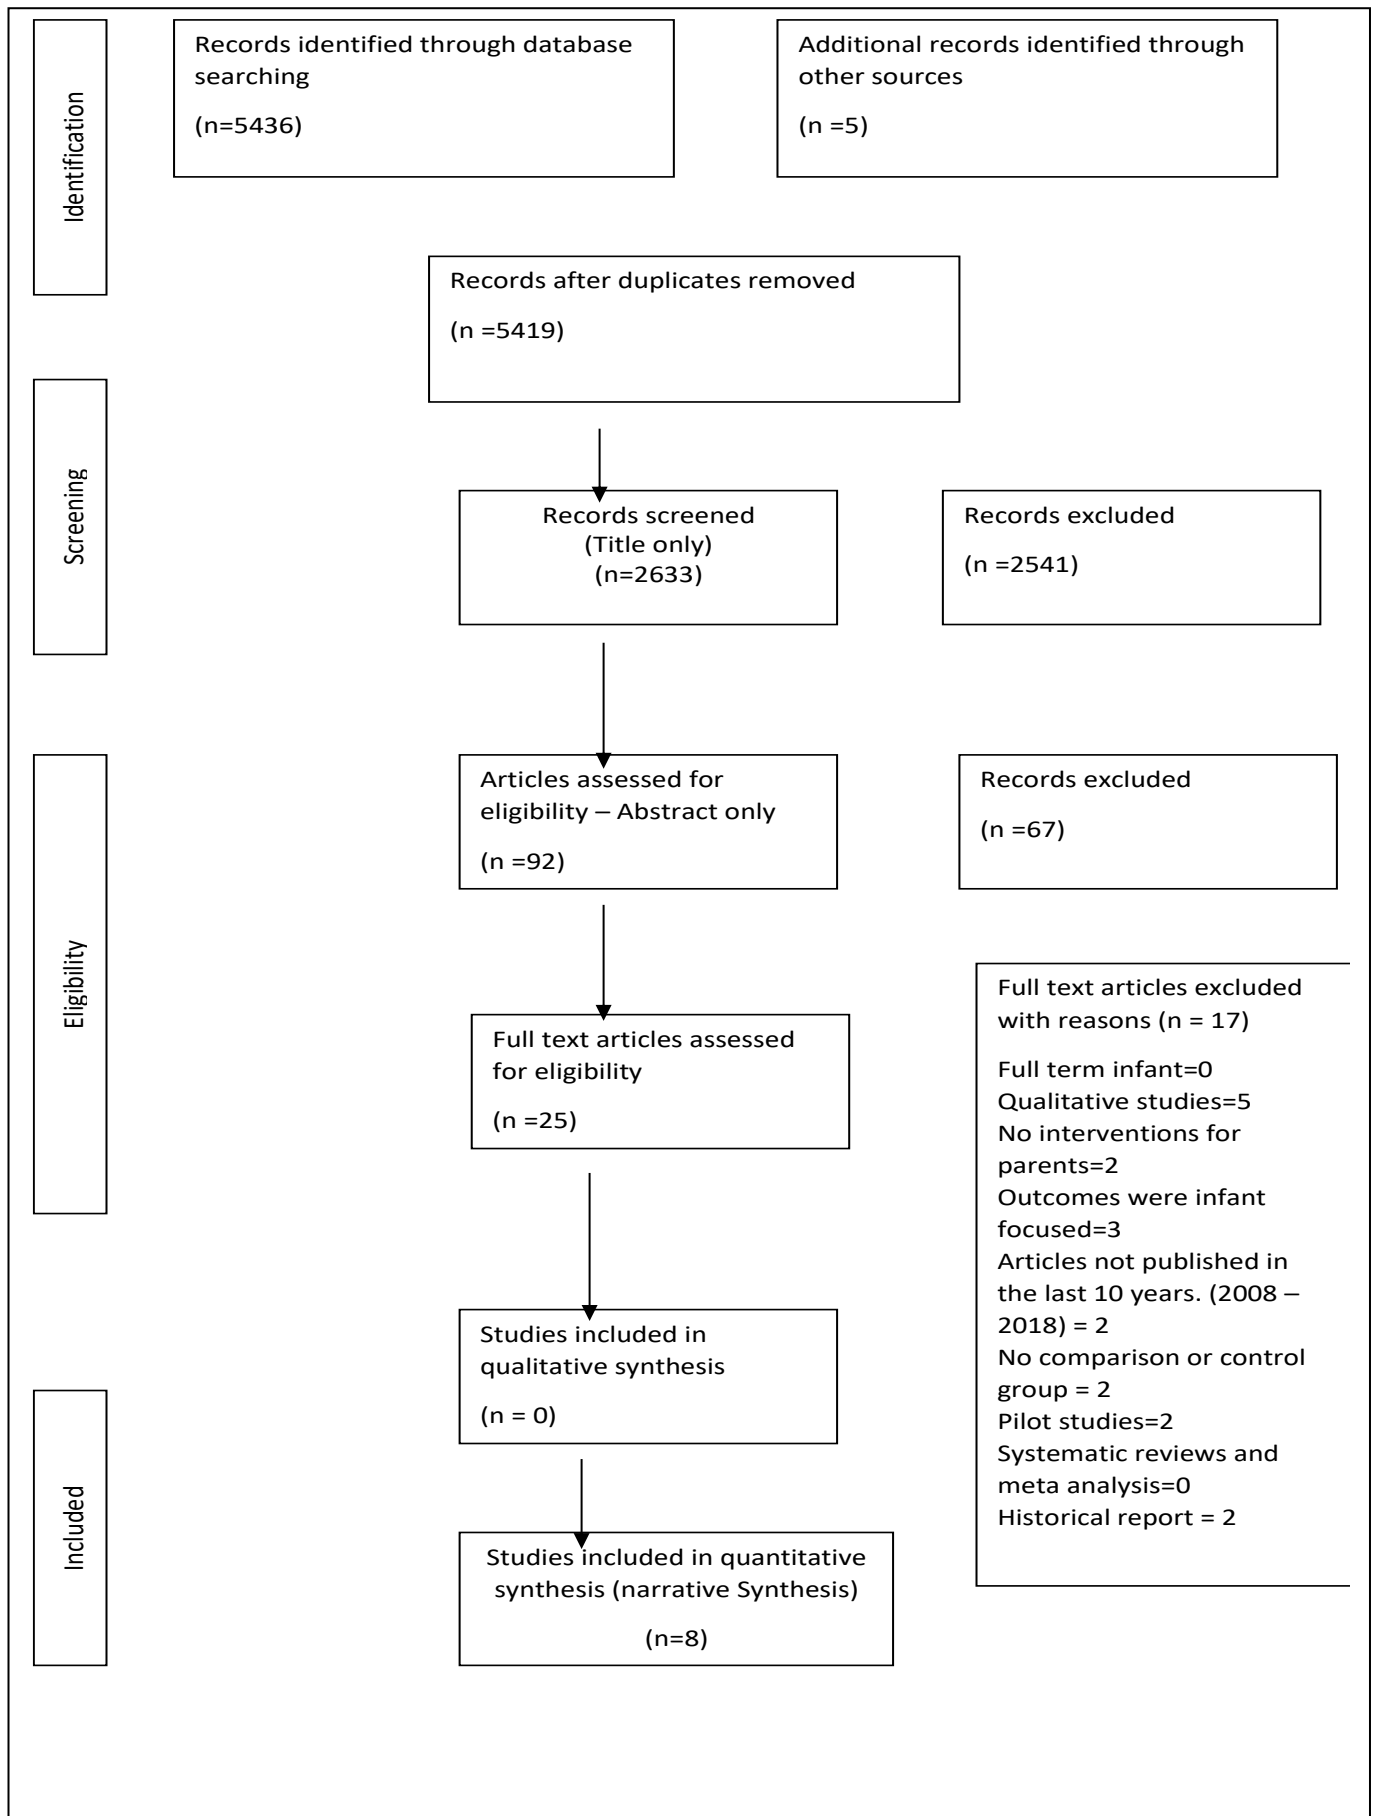 Identification
Records identified through database
searching
(n=5436)
Additional records identified through
other sources
(n =5)
Records after duplicates removed
(n =5419)
Screening
Records screened
(Title only)
(n=2633)
Records excluded
(n =2541)
Eligibility
Articles assessed for
eligibility – Abstract only
(n =92)
Records excluded
(n =67)
Full text articles assessed
for eligibility
(n =25)
Full text articles excluded
with reasons (n = 17)
Full term infant=0
Qualitative studies=5
No interventions for
parents=2
Outcomes were infant
focused=3
Articles not published in
the last 10 years. (2008 –
2018) = 2
No comparison or control
group = 2
Pilot studies=2
Systematic reviews and
meta analysis=0
Historical report = 2
Studies included in
qualitative synthesis
(n = 0)
Included
Studies included in quantitative
synthesis (narrative Synthesis)
(n=8)